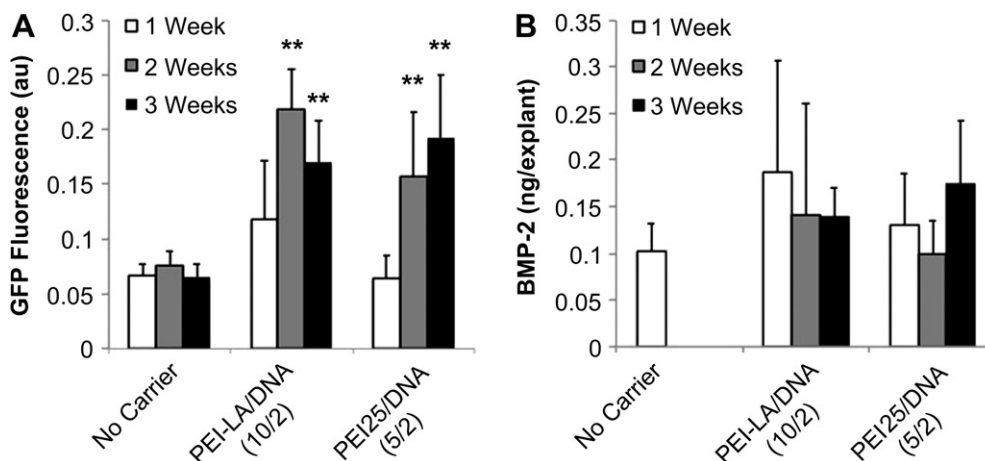 A
GFP Fluorescence (au)
0.3
0.25
0.2
0.15
0.1
0.05
0
1 Week
2 Weeks
3 Weeks
**
**
**
**
No Carrier
PEI-LA/DNA
(10/2)
PEI25/DNA
(5/2)
B
BMP-2 (ng/explant)
0.35
0.3
0.25
0.2
0.15
0.1
0.05
0
1 Week
2 Weeks
3 Weeks
No Carrier
PEI-LA/DNA
(10/2)
PEI25/DNA
(5/2)